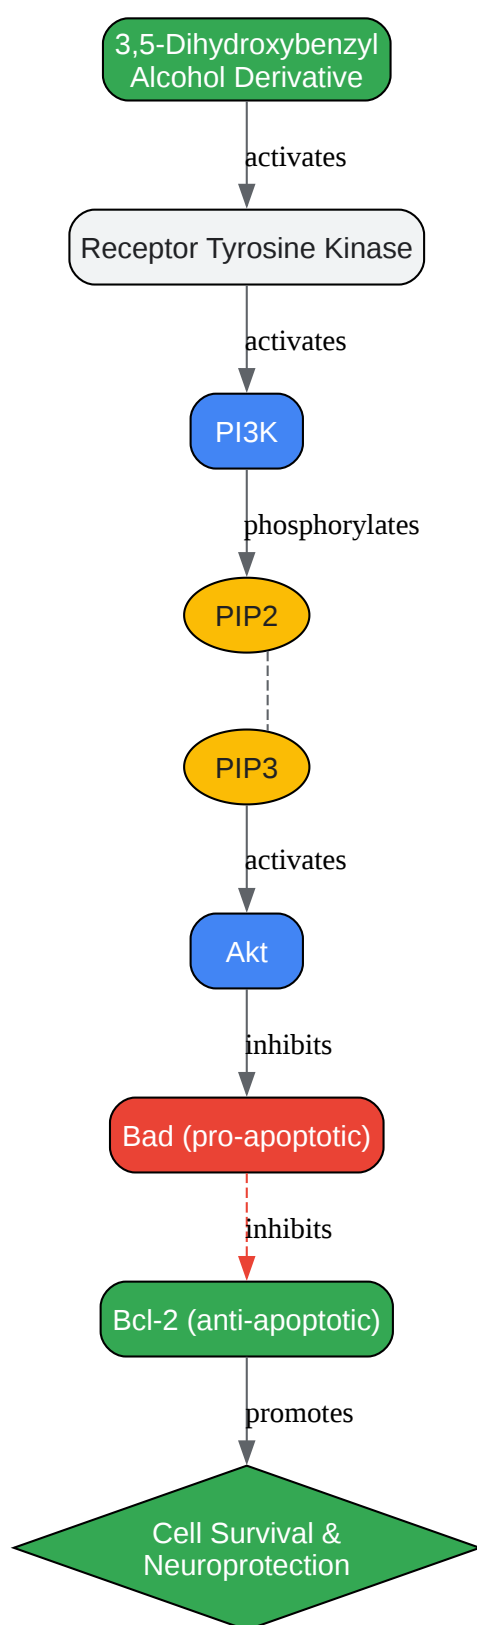 3,5-Dihydroxybenzyl
Alcohol Derivative
activates
Receptor Tyrosine Kinase
activates
PI3K
phosphorylates
PIP2
PIP3
activates
Akt
inhibits
Bad (pro-apoptotic)
inhibits
Bcl-2 (anti-apoptotic)
promotes
Cell Survival &
Neuroprotection